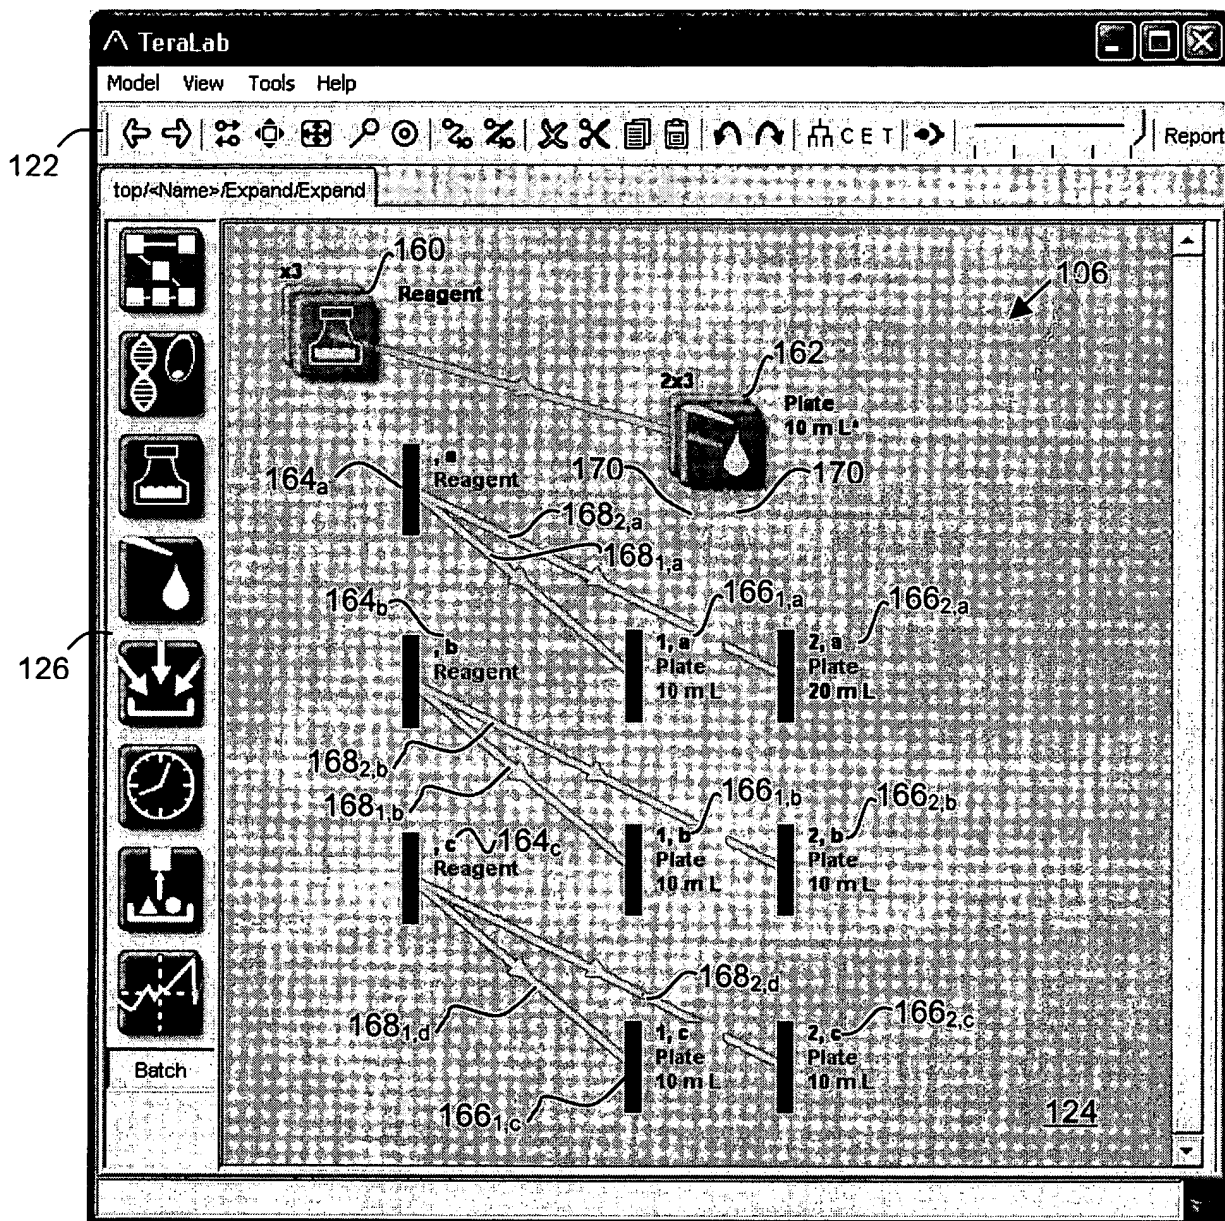 TeraLab
Model View Tools Help
122
C E T
Report
top/<Name>/Expand/Expand
160
x3
Reagent
106
162
2x3
Plate
10 m L*
, a
Reagent
164a
170
170
1682,a
1681,a
164b
1661,a
1662,a
, b
Reagent
1, a
Plate
10 m L
2, a
Plate
20 m L
126
1682,b
1681,b
1661,b
1662,b
, c
164c
Reagent
1, b
Plate
10 m L
2, b
Plate
10 m L
1682,d
1681,d
1662,c
1, c
Plate
10 m L
2, c
Plate
10 m L
Batch
1661,c
124